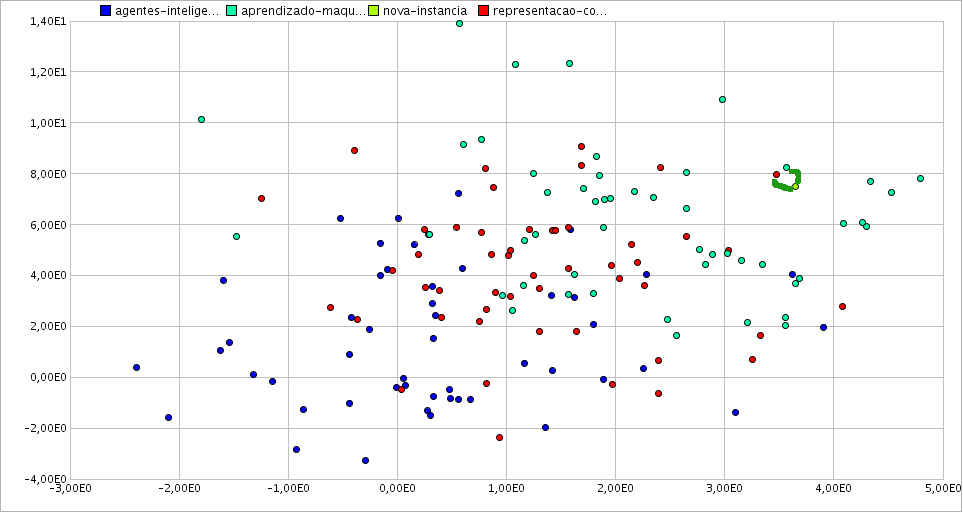 agentes-intelige... aprendizado-maqu... nova-instancia representacao-co...
1,40E1
1,20E1
1,00E1
8,00E0
6,00E0
4,00E0
2,00E0
0,00E0
-2,00E0
-4,00E0
-3,00E0 -2,00E0 -1,00E0 0,00E0 1,00E0 2,00E0 3,00E0 4,00E0 5,00E0